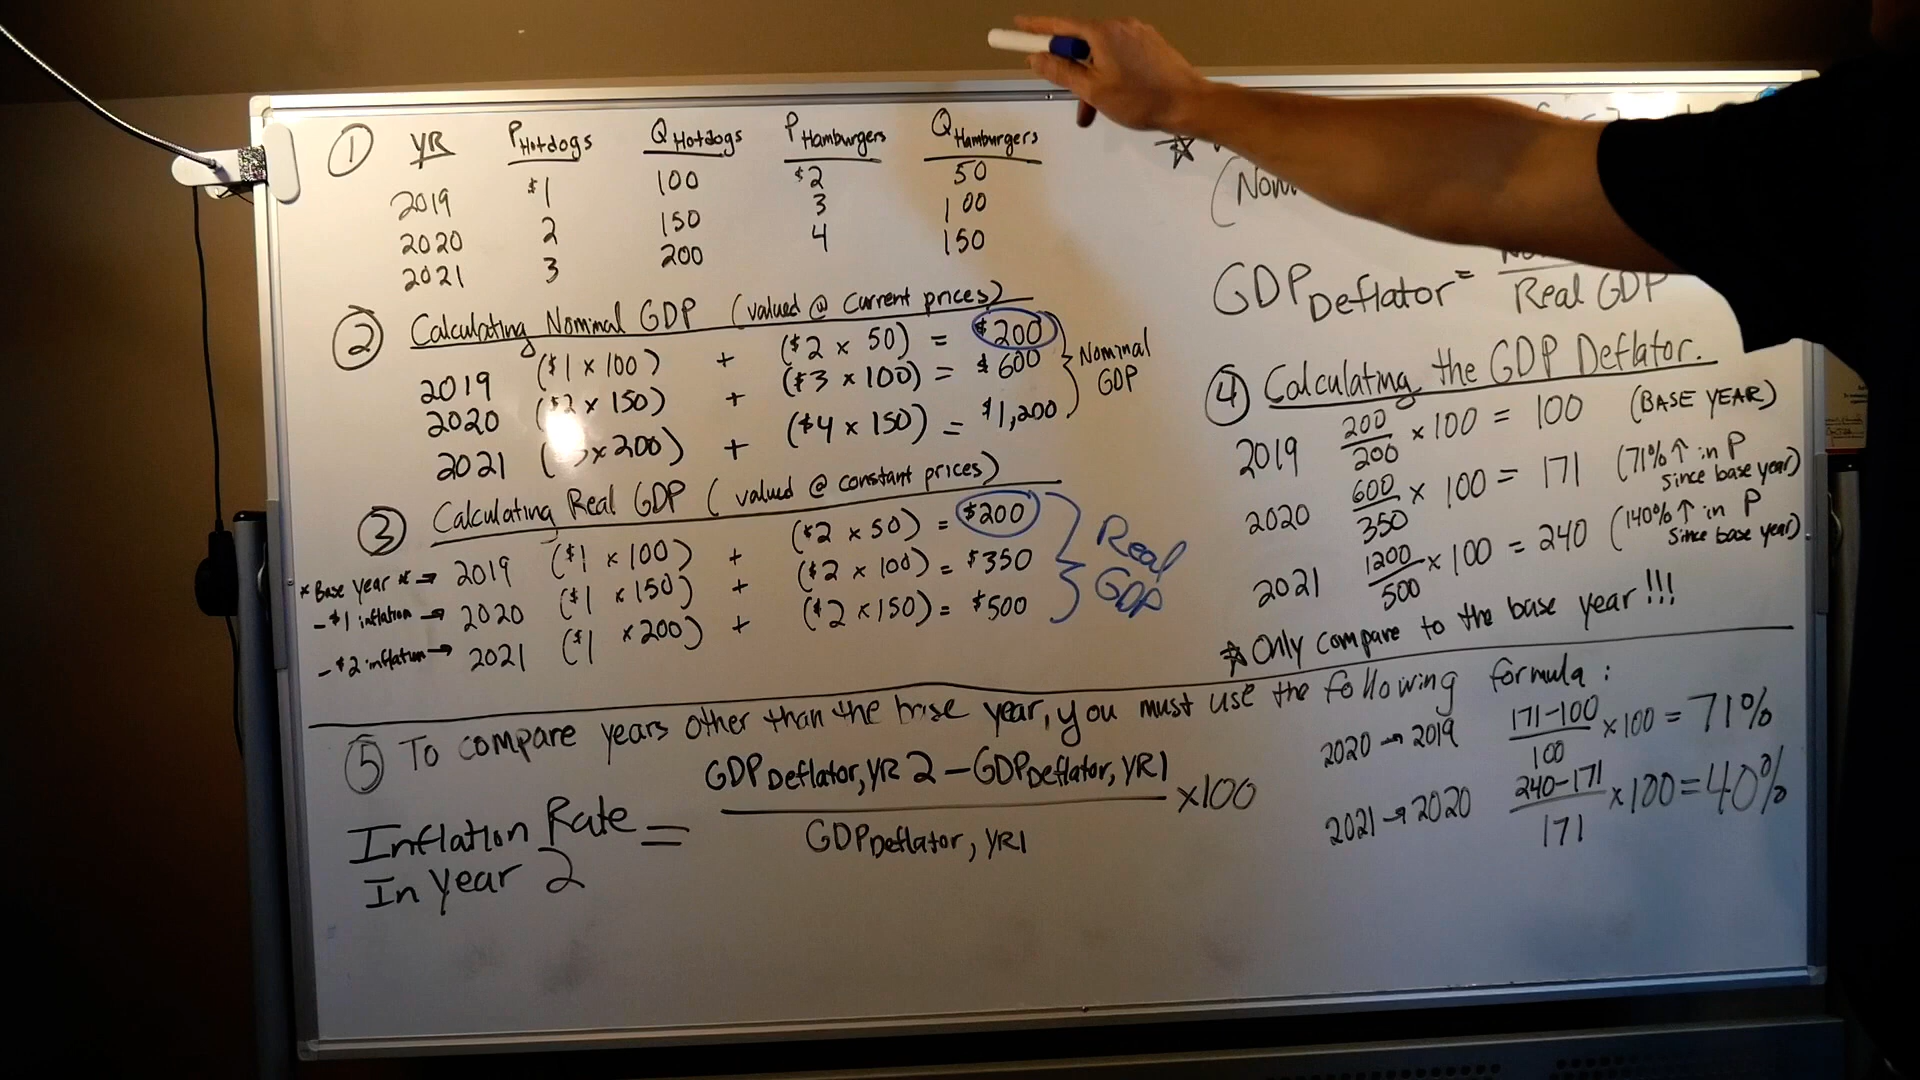 ① YR P Hotdogs Q Hotdogs P Hamburgers Q Hamburgers
2019 $1 100 $2 50
2020 2 150 3 100
2021 3 200 4 150
② Calculating Nominal GDP (valued @ current prices)
2019 ($1 x 100) + ($2 x 50) = $200
2020 ($2 x 150) + ($3 x 100) = $600
2021 ( x 200) + ($4 x 150) = $1,200
Nominal
GDP
③ Calculating Real GDP (valued @ constant prices)
* Base year * → 2019 ($1 x 100) + ($2 x 50) = $200
- $1 inflation → 2020 ($1 x 150) + ($2 x 100) = $350
- $2 inflation → 2021 ($1 x 200) + ($2 x 150) = $500
Real
GDP
GDP Deflator = Real GDP
④ Calculating the GDP Deflator.
2019 200/200 x 100 = 100 (BASE YEAR)
2020 600/350 x 100 = 171 (71% ↑ in P
since base year)
2021 1200/500 x 100 = 240 (140% ↑ in P
since base year)
☆ Only compare to the base year!!!
⑤ To compare years other than the base year, you must use the following formula:
Inflation Rate
In Year 2
=
GDP Deflator, YR 2 - GDP Deflator, YR1
GDP Deflator, YR1
x100
2020 → 2019 171-100/100 x 100 = 71%
2021 → 2020 240-171/171 x 100 = 40%